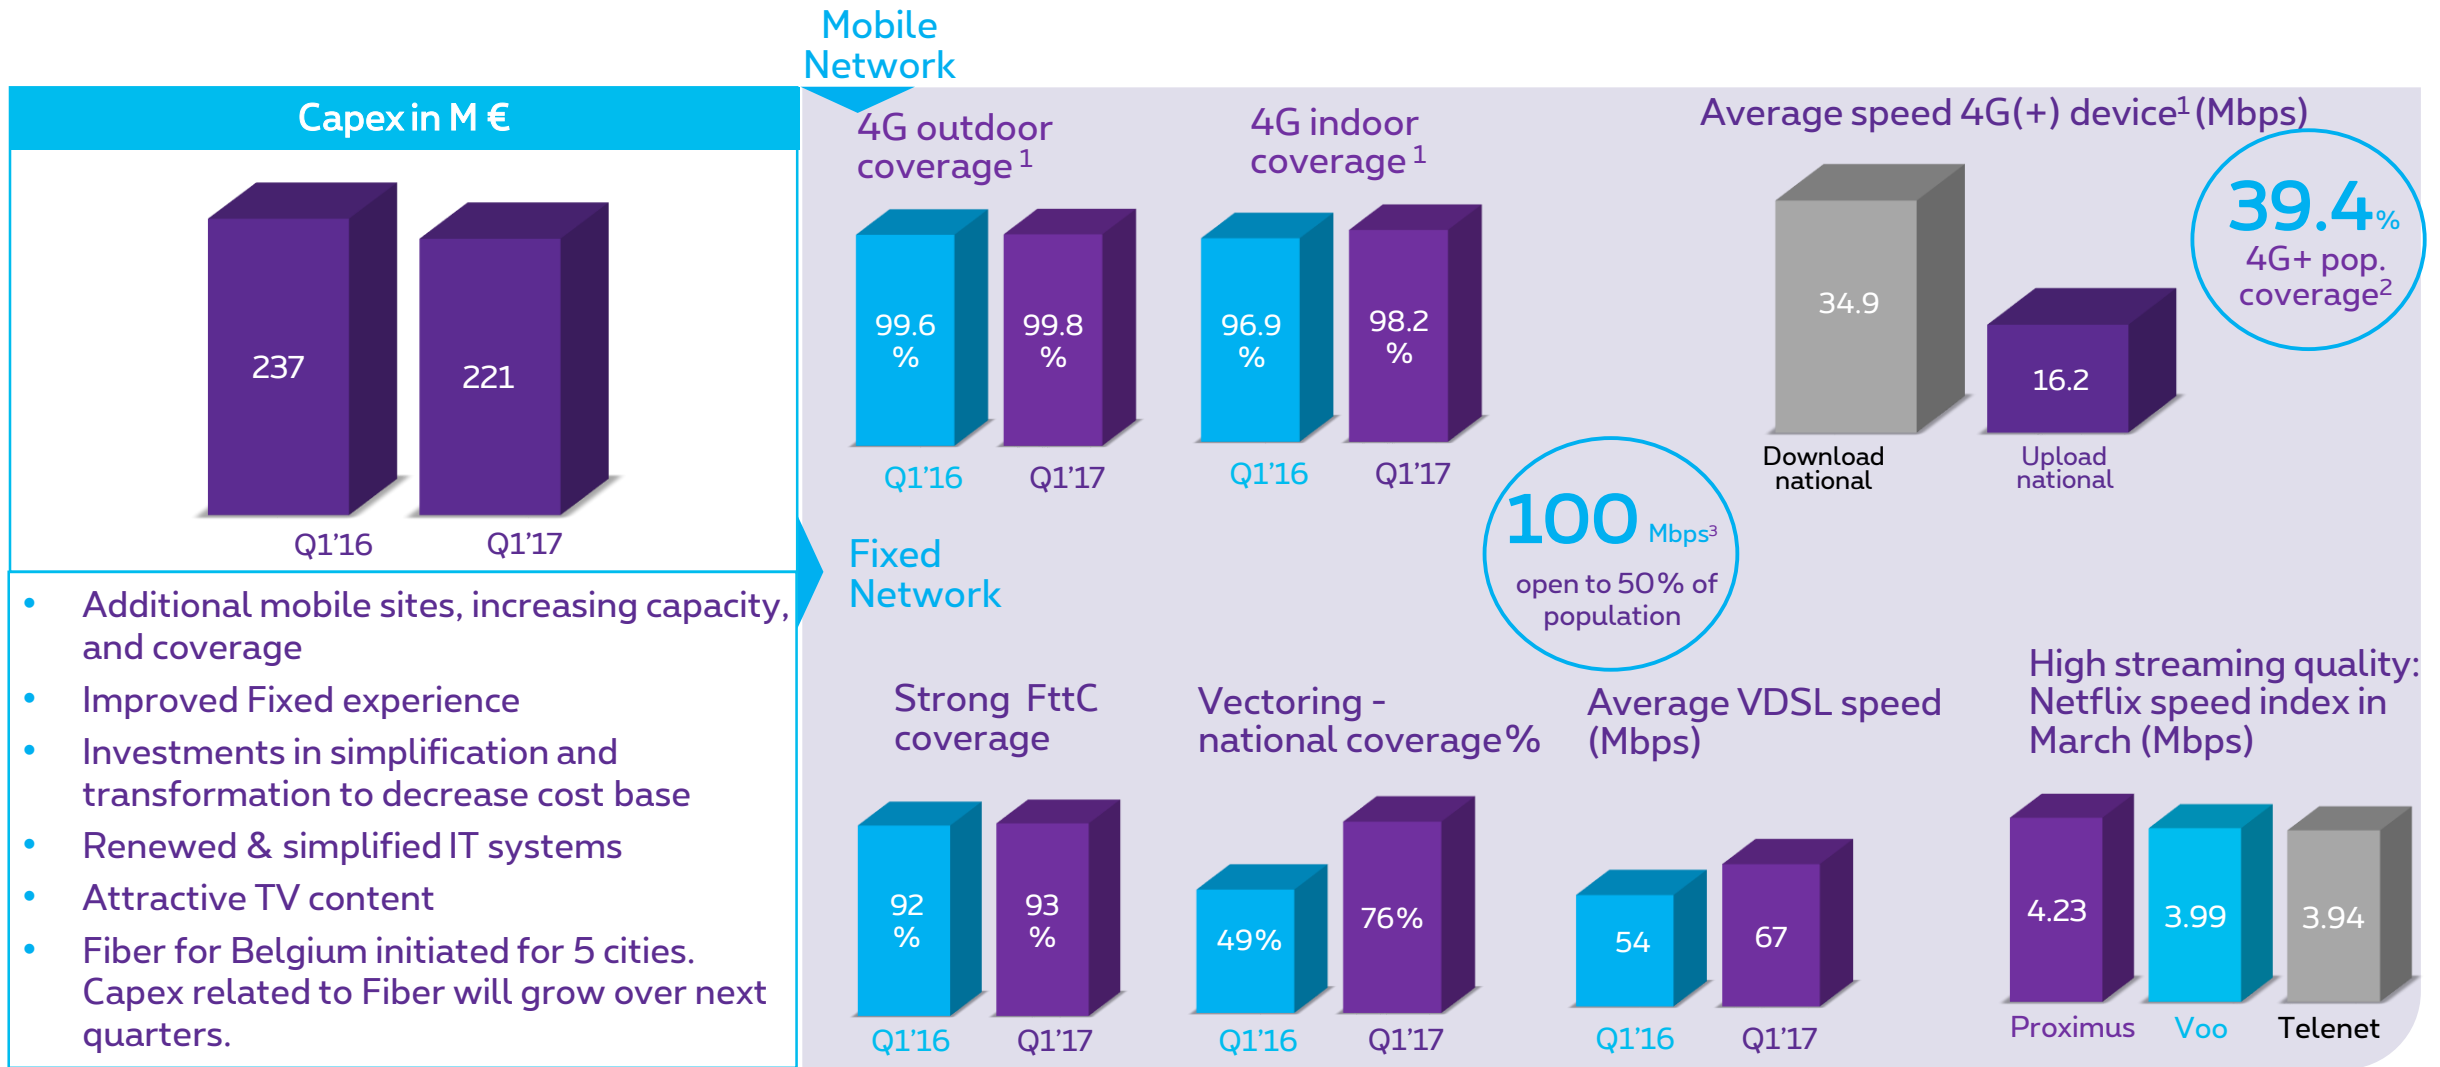 Mobile
Network
Capex in M €
237
221
Q1’16
Q1’17
• Additional mobile sites, increasing capacity,
and coverage
• Improved Fixed experience
• Investments in simplification and
transformation to decrease cost base
• Renewed & simplified IT systems
• Attractive TV content
• Fiber for Belgium initiated for 5 cities.
Capex related to Fiber will grow over next
quarters.
4G outdoor
coverage 1
99.6
%
99.8
%
Q1’16
Q1’17
4G indoor
coverage 1
96.9
%
98.2
%
Q1’16
Q1’17
Average speed 4G(+) device1 (Mbps)
34.9
16.2
Download
national
Upload
national
39.4%
4G+ pop.
coverage2
Fixed
Network
100 Mbps3
open to 50% of
population
Strong FttC
coverage
92
%
93
%
Q1’16
Q1’17
Vectoring -
national coverage%
49%
76%
Q1’16
Q1’17
Average VDSL speed
(Mbps)
54
67
Q1’16
Q1’17
High streaming quality:
Netflix speed index in
March (Mbps)
4.23
3.99
3.94
Proximus
Voo
Telenet